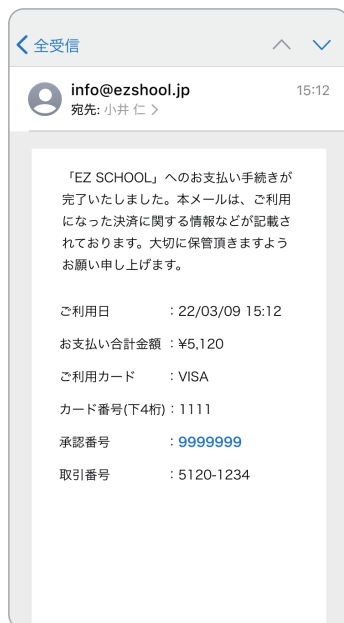 全受信
info@ezshool.jp 15:12
宛先: 小井 仁
「EZ SCHOOL」へのお支払い手続きが
完了いたしました。本メールは、ご利用
になった決済に関する情報などが記載さ
れております。大切に保管頂きますよう
お願い申し上げます。
ご利用日 : 22/03/09 15:12
お支払い合計金額 : ¥5,120
ご利用カード : VISA
カード番号(下4桁) : 1111
承認番号 : 9999999
取引番号 : 5120-1234